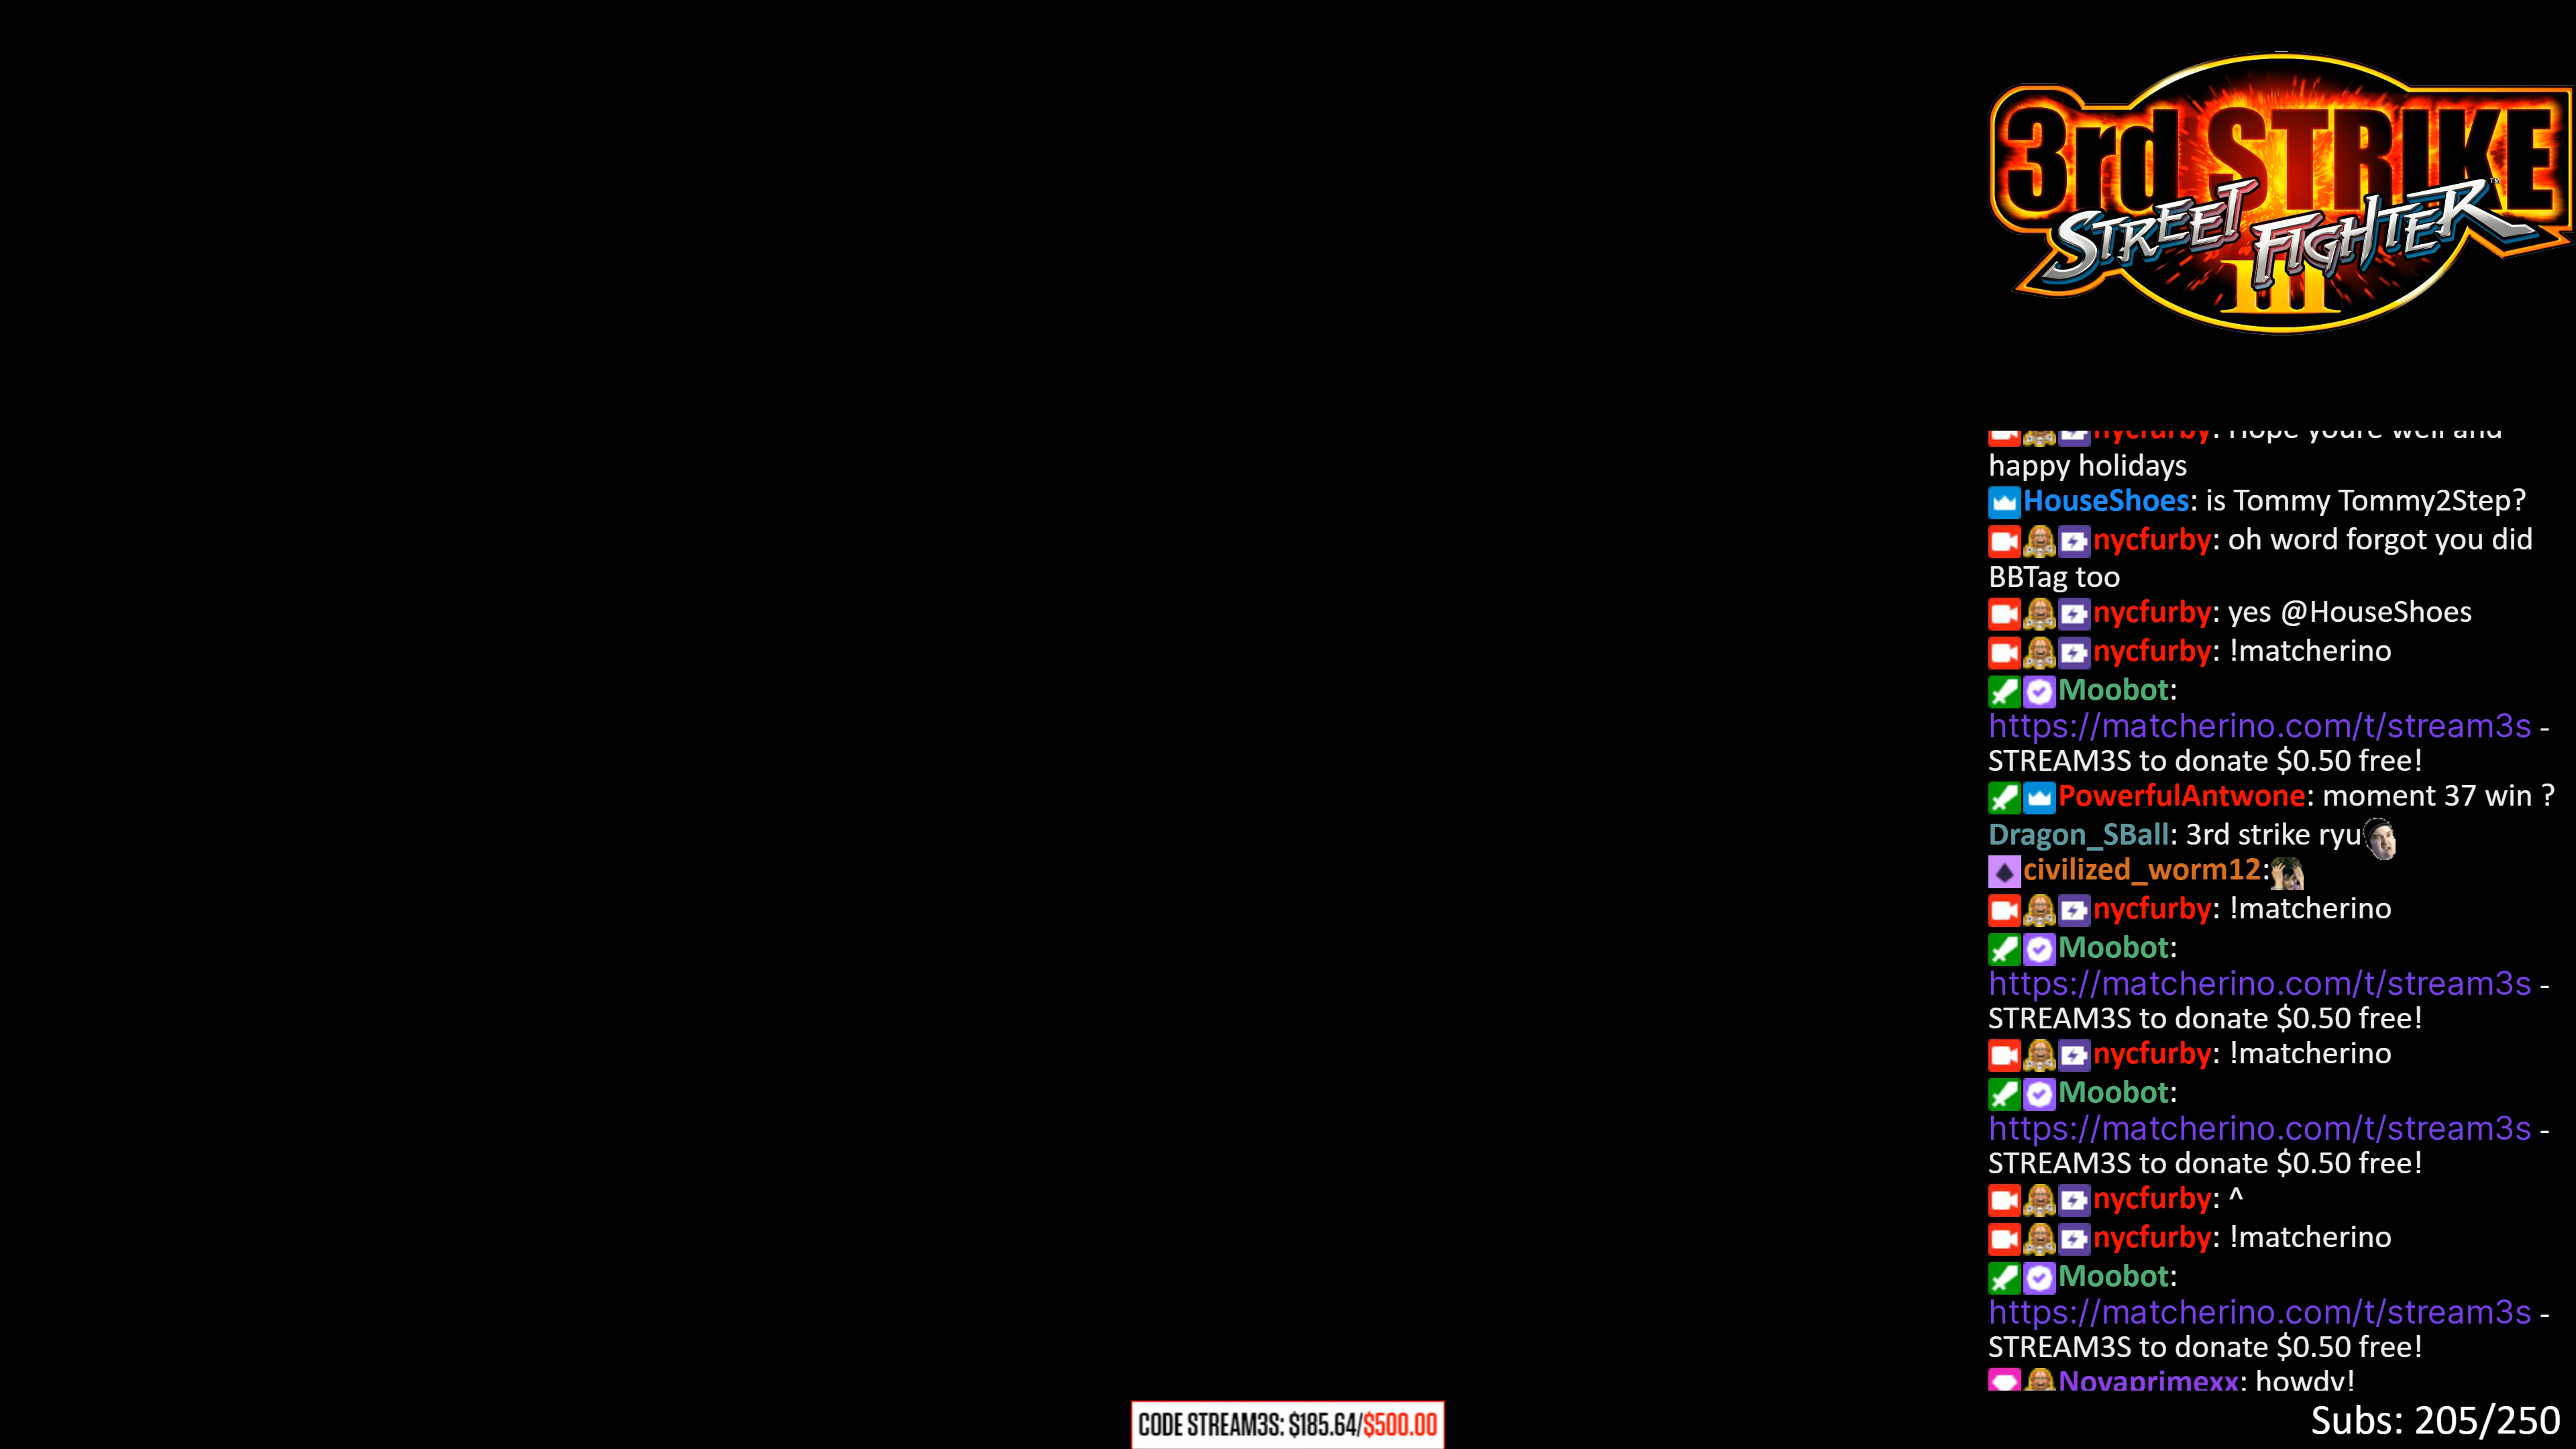 3rd STRIKE
STREET FIGHTER
III
nycfurby: Hope youre well and
happy holidays
HouseShoes: is Tommy Tommy2Step?
nycfurby: oh word forgot you did
BBTag too
nycfurby: yes @HouseShoes
nycfurby: !matcherino
Moobot:
https://matcherino.com/t/stream3s -
STREAM3S to donate $0.50 free!
PowerfulAntwone: moment 37 win ?
Dragon_SBall: 3rd strike ryu
civilized_worm12:
nycfurby: !matcherino
Moobot:
https://matcherino.com/t/stream3s -
STREAM3S to donate $0.50 free!
nycfurby: !matcherino
Moobot:
https://matcherino.com/t/stream3s -
STREAM3S to donate $0.50 free!
nycfurby: ^
nycfurby: !matcherino
Moobot:
https://matcherino.com/t/stream3s -
STREAM3S to donate $0.50 free!
Novaprimexx: howdy!
CODE STREAM3S: $185.64/$500.00
Subs: 205/250